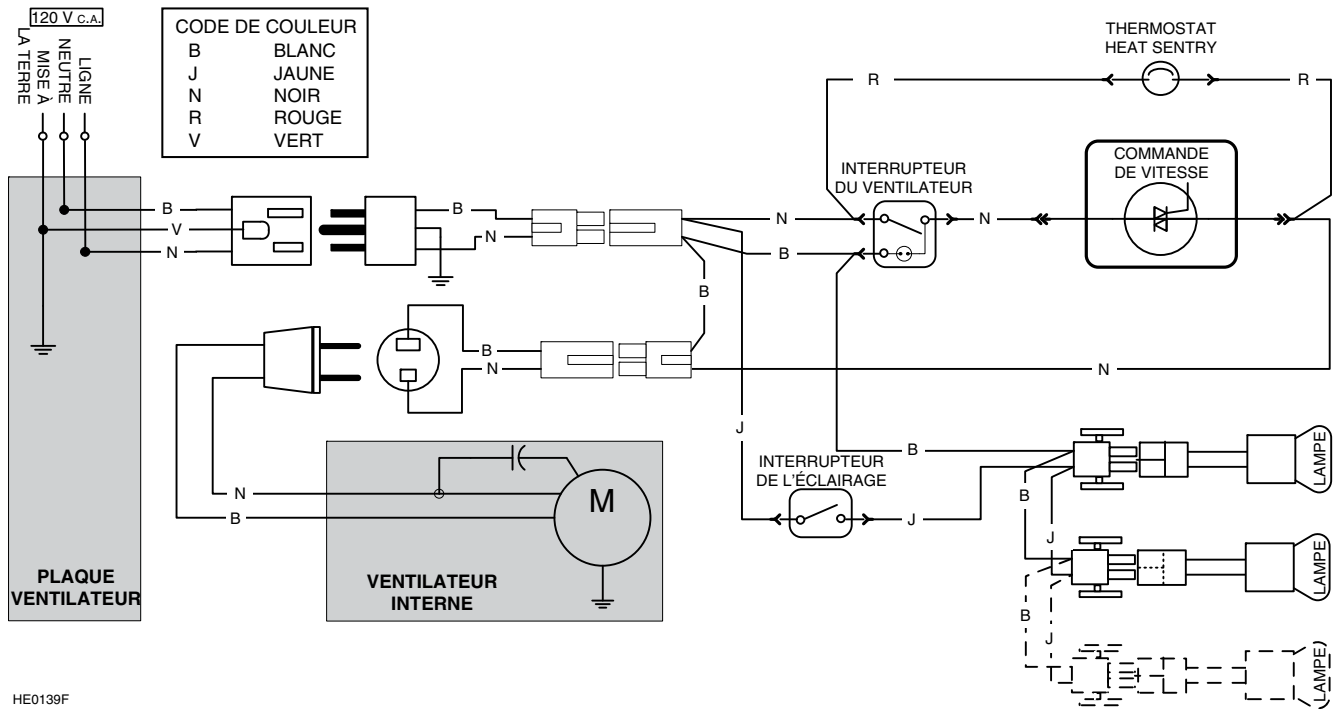 120 V C.A.
LA TERRE
MISE À
NEUTRE
LIGNE
CODE DE COULEUR
B BLANC
J JAUNE
N NOIR
R ROUGE
V VERT
THERMOSTAT
HEAT SENTRY
R
R
INTERRUPTEUR
DU VENTILATEUR
COMMANDE
DE VITESSE
B
V
N
B
N
N
B
N
B
B
N
N
J
INTERRUPTEUR
DE L'ÉCLAIRAGE
B
J
LAMPE
N
B
M
VENTILATEUR
INTERNE
PLAQUE
VENTILATEUR
B
J
LAMPE
B
J
LAMPE
HE0139F